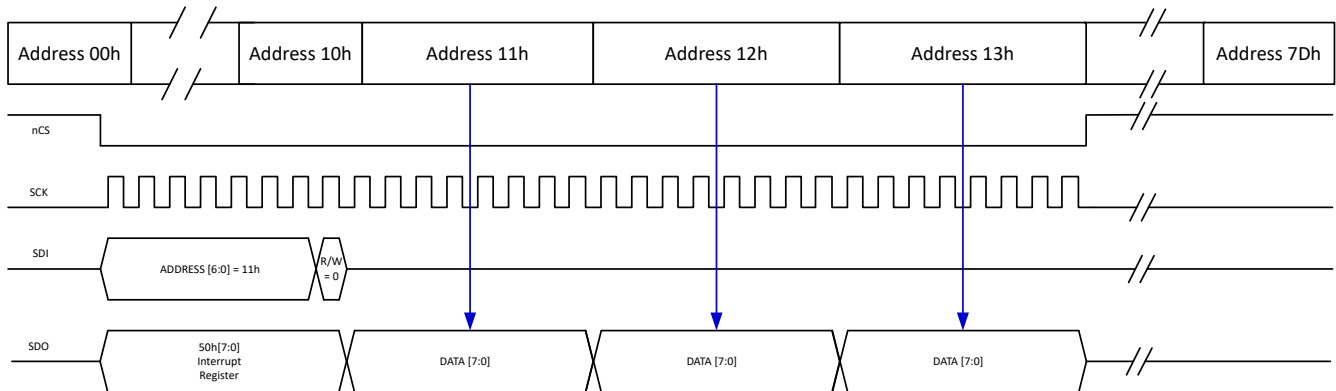 Address 00h
Address 10h
Address 11h
Address 12h
Address 13h
Address 7Dh
nCS
SCK
SDI
ADDRESS [6:0] = 11h
R/W
= 0
SDO
50h[7:0]
Interrupt
Register
DATA [7:0]
DATA [7:0]
DATA [7:0]